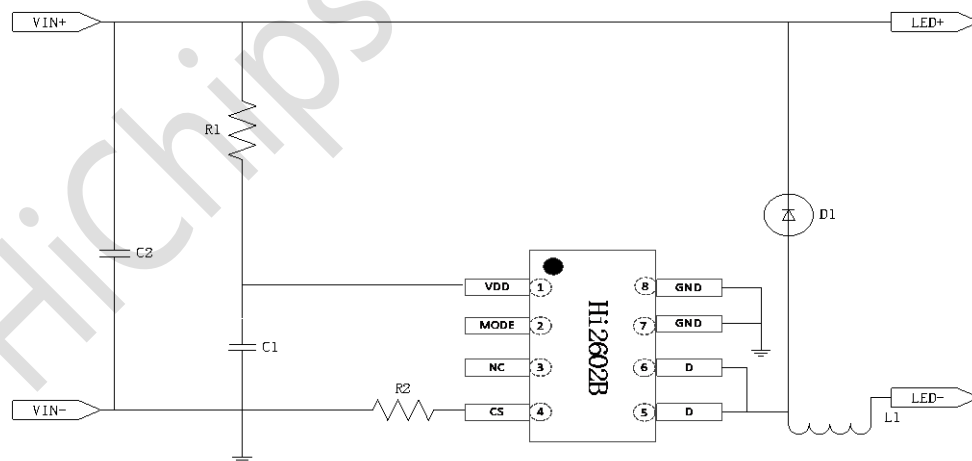 VIN+
LED+
HiChips
R1
D1
C2
VDD 1
8 GND
MODE 2
7 GND
Hi2602B
C1
NC 3
6 D
R2
CS 4
5 D
VIN-
LED-
L1